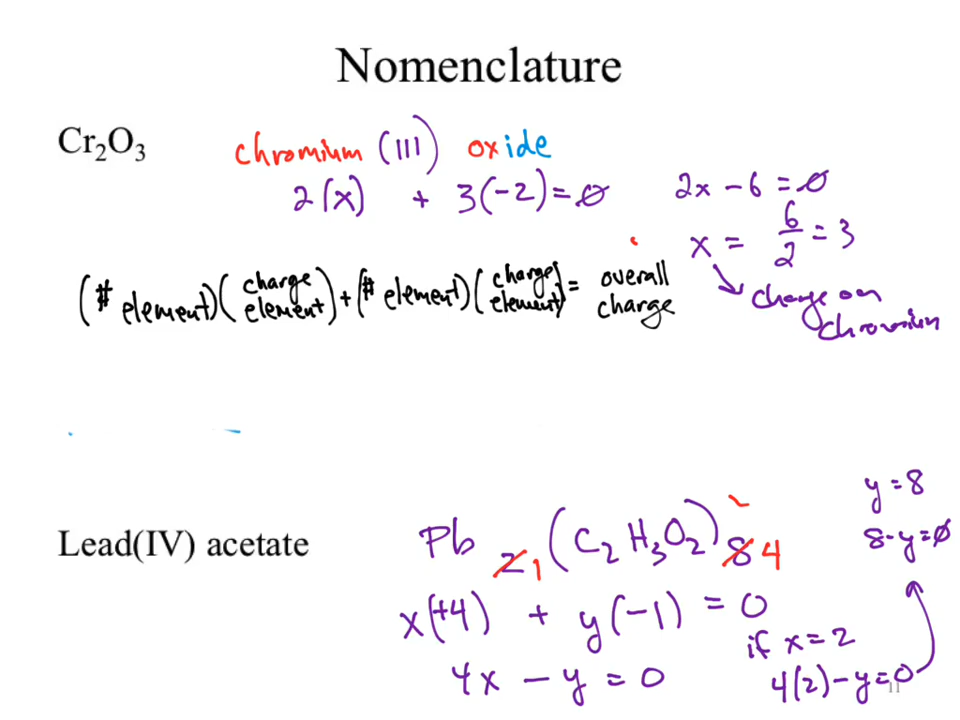 Nomenclature
Cr₂O₃ chromium (III) oxide
2(x) + 3(-2) = 0
2x - 6 = 0
x = 6/2 = 3
charge on
chromium
(# element)(charge element) + (# element)(charge element) = overall charge
Lead(IV) acetate
Pb 2 1 (C₂H₃O₂) 8 4
x(+4) + y(-1) = 0
4x - y = 0
if x = 2
4(2) - y = 0
8 - y = 0
y = 8
11